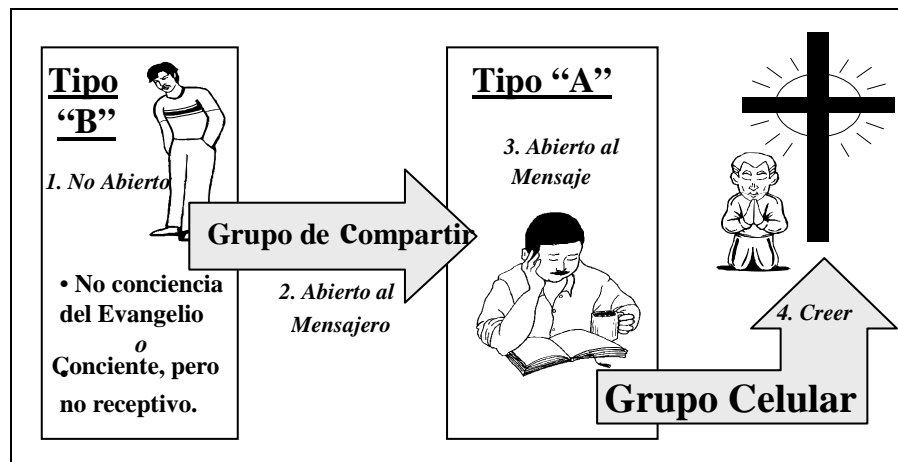 Tipo
“B”
1. No Abierto
• No conciencia
del Evangelio
o
• Conciente, pero
no receptivo.
Grupo de Compartir
2. Abierto al
Mensajero
Tipo “A”
3. Abierto al
Mensaje
Grupo Celular
4. Creer